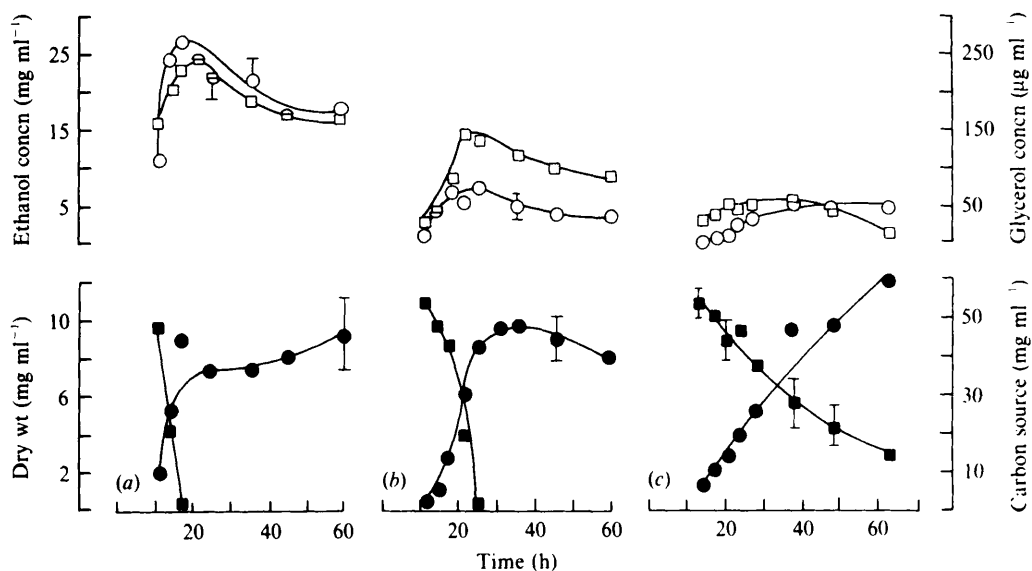 Ethanol concn (mg ml⁻¹)
25
15
5
250
150
50
Glycerol concn (µg ml⁻¹)
Dry wt (mg ml⁻¹)
10
6
2
(a)
(b)
(c)
50
30
10
Carbon source (mg ml⁻¹)
20 40 60
20 40 60
20 40 60
Time (h)